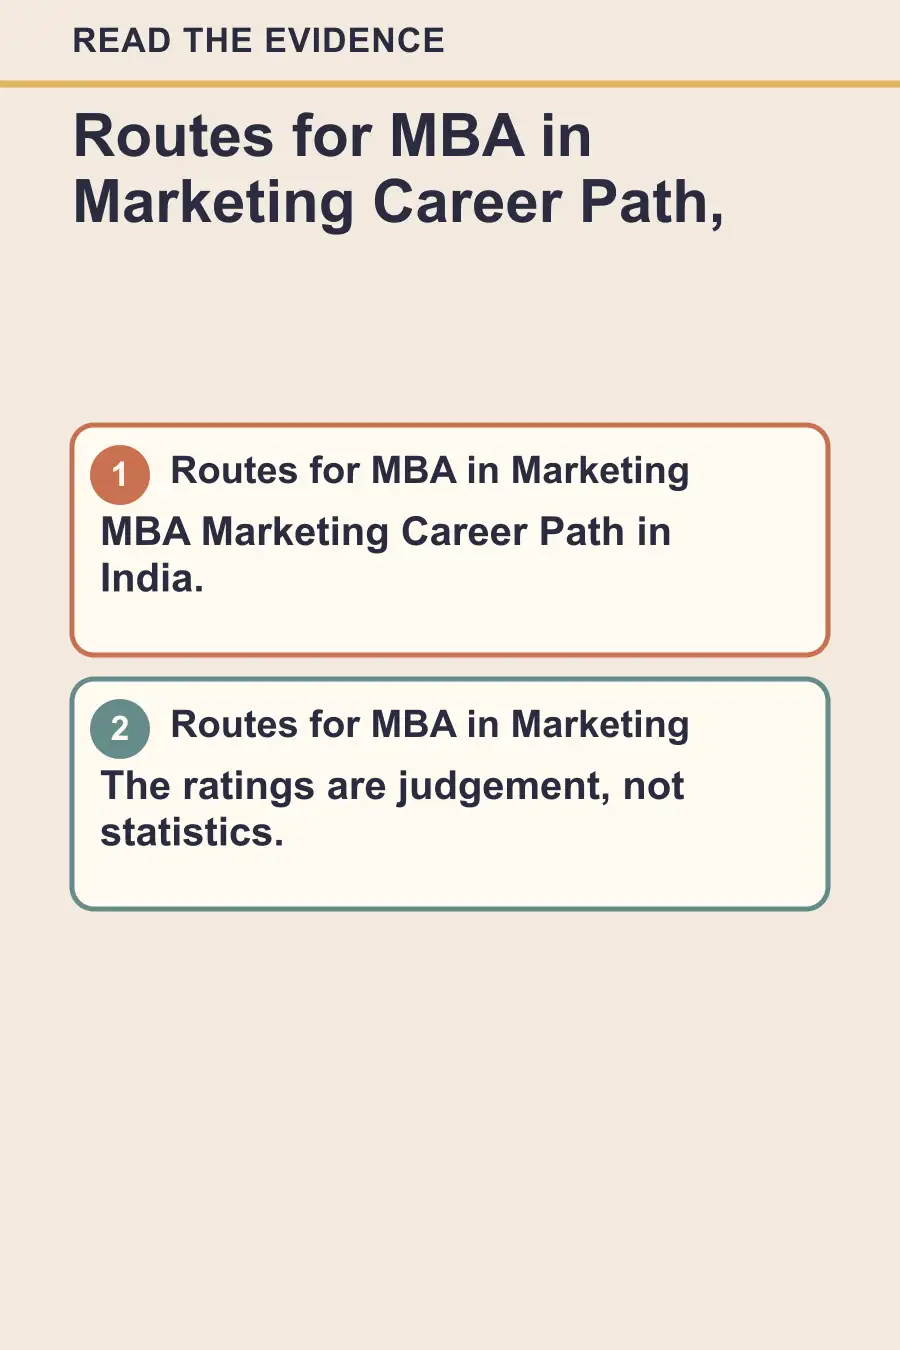 READ THE EVIDENCE
Routes for MBA in
Marketing Career Path,
1 Routes for MBA in Marketing
MBA Marketing Career Path in
India.
2 Routes for MBA in Marketing
The ratings are judgement, not
statistics.